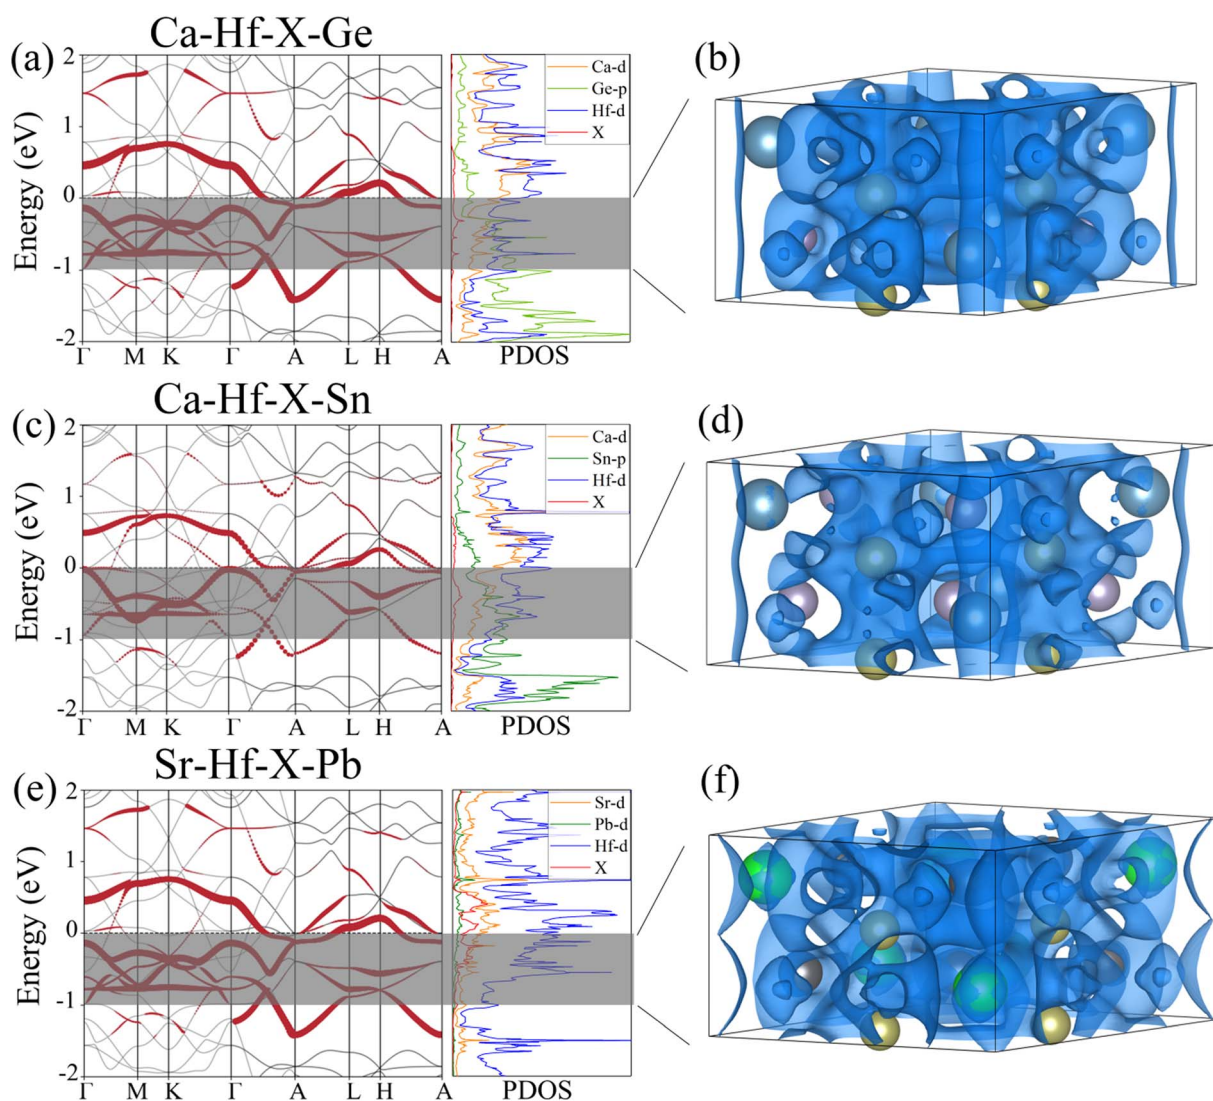 Ca-Hf-X-Ge
(a)
(b)
Energy (eV)
2
1
0
-1
-2
Γ M K Γ A L H A
Ca-d
Ge-p
Hf-d
X
PDOS
Ca-Hf-X-Sn
(c)
(d)
Energy (eV)
2
1
0
-1
-2
Γ M K Γ A L H A
Ca-d
Sn-p
Hf-d
X
PDOS
Sr-Hf-X-Pb
(e)
(f)
Energy (eV)
2
1
0
-1
-2
Γ M K Γ A L H A
Sr-d
Pb-d
Hf-d
X
PDOS